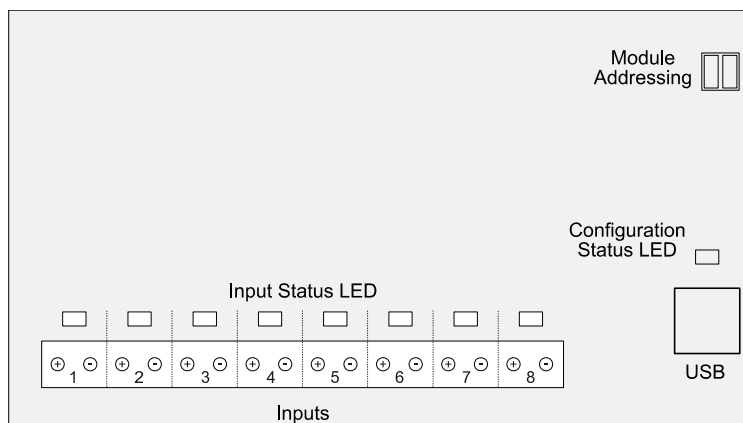 Module
Addressing
Configuration
Status LED
Input Status LED
+ - + - + - + - + - + - + - + -
1 2 3 4 5 6 7 8
USB
Inputs